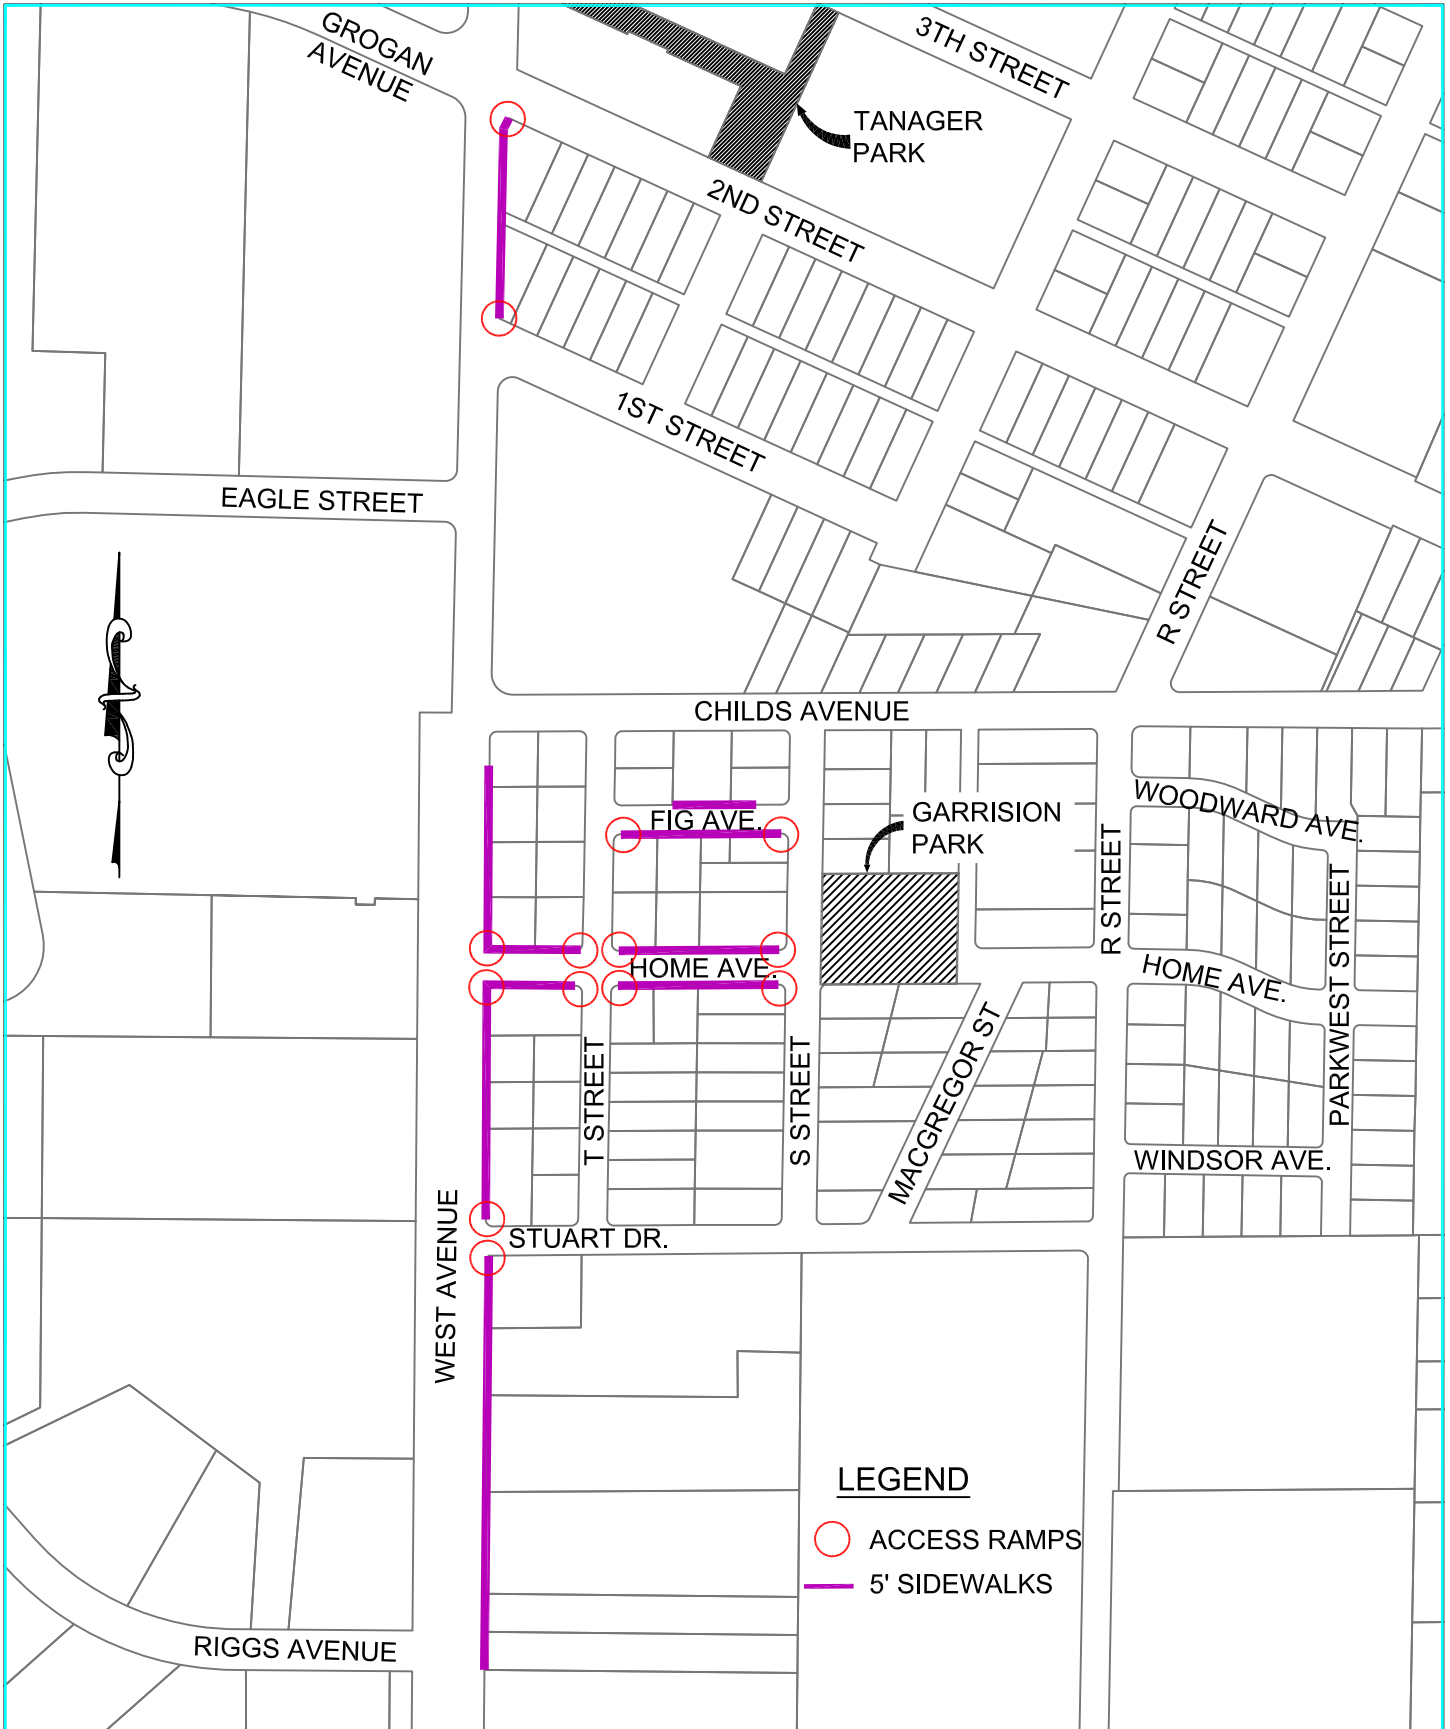 GROGAN
AVENUE
3TH STREET
TANAGER
PARK
2ND STREET
1ST STREET
EAGLE STREET
R STREET
CHILDS AVENUE
WOODWARD AVE.
GARRISION
PARK
FIG AVE.
R STREET
PARKWEST STREET
HOME AVE.
HOME AVE.
MACGREGOR ST
T STREET
S STREET
WINDSOR AVE.
WEST AVENUE
STUART DR.
LEGEND
ACCESS RAMPS
5' SIDEWALKS
RIGGS AVENUE